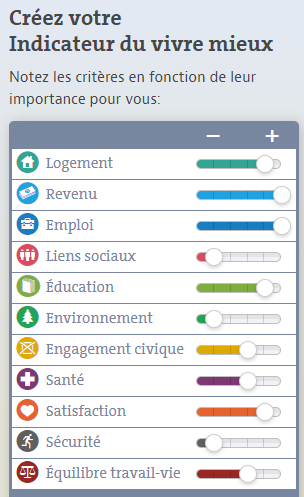 Créez votre
Indicateur du vivre mieux
Notez les critères en fonction de leur
importance pour vous:
− +
Logement
Revenu
Emploi
Liens sociaux
Éducation
Environnement
Engagement civique
Santé
Satisfaction
Sécurité
Équilibre travail-vie